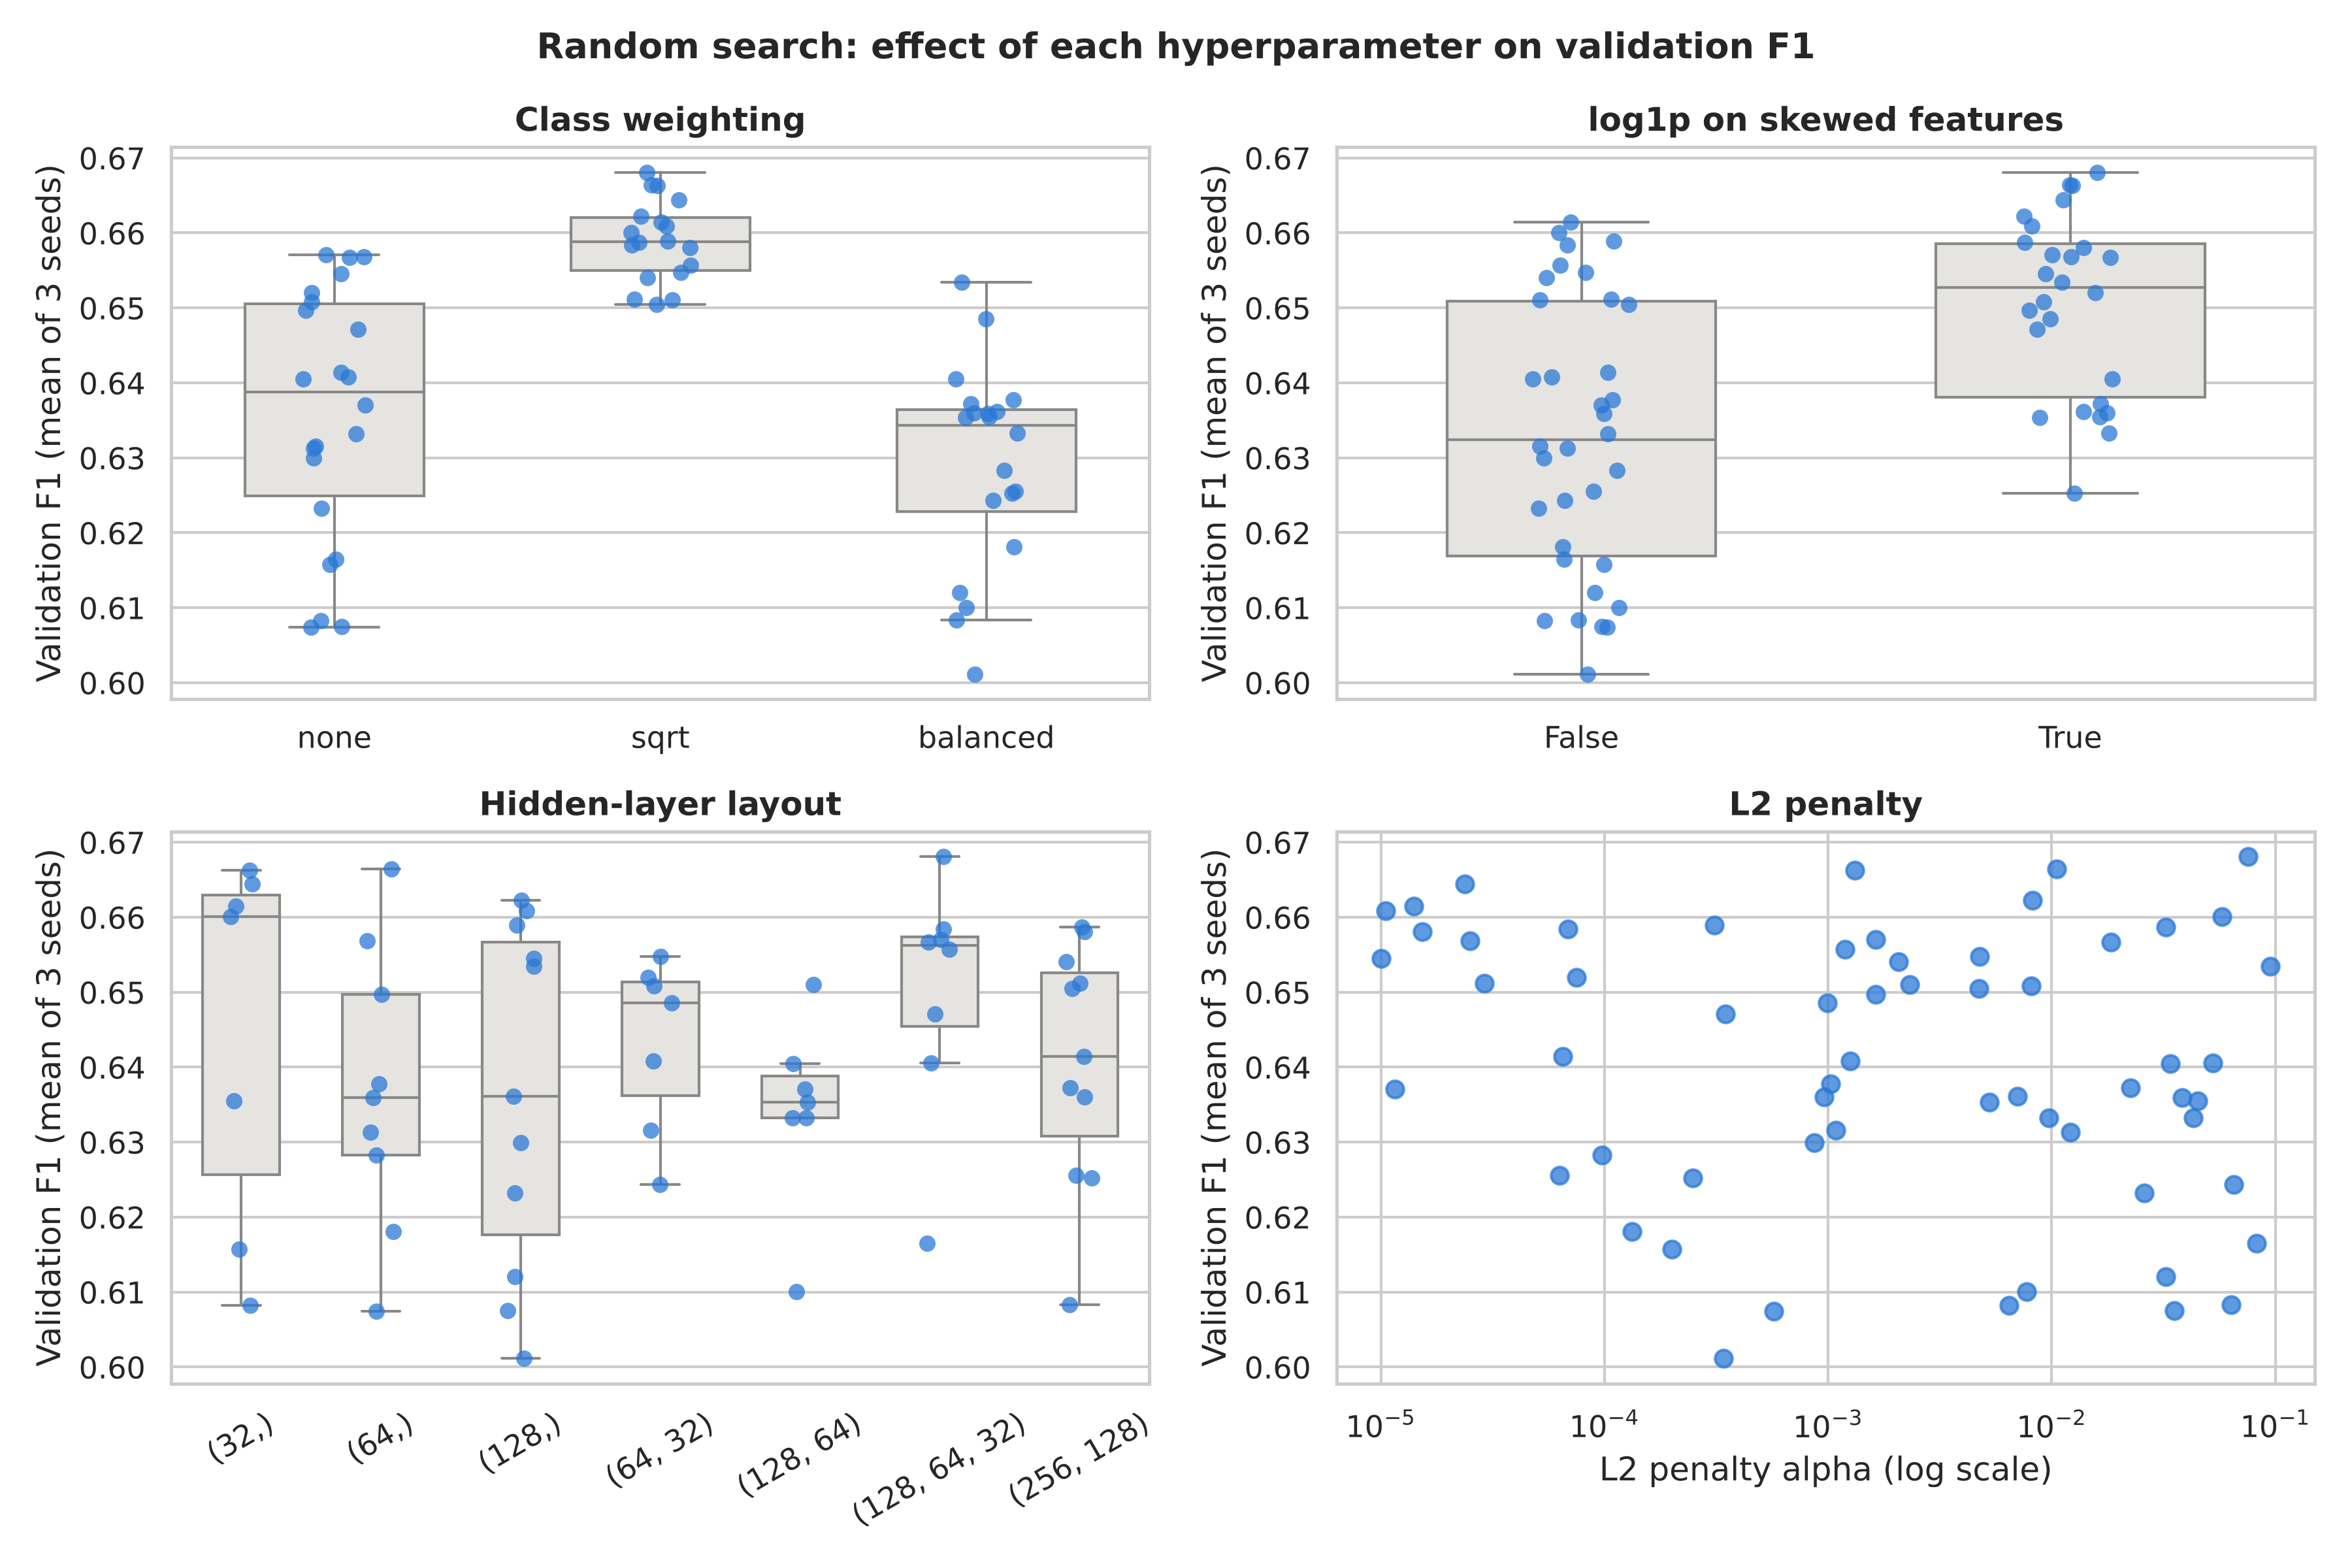 Random search: effect of each hyperparameter on validation F1
Class weighting
Validation F1 (mean of 3 seeds)
0.67
0.66
0.65
0.64
0.63
0.62
0.61
0.60
none sqrt balanced
log1p on skewed features
Validation F1 (mean of 3 seeds)
0.67
0.66
0.65
0.64
0.63
0.62
0.61
0.60
False True
Hidden-layer layout
Validation F1 (mean of 3 seeds)
0.67
0.66
0.65
0.64
0.63
0.62
0.61
0.60
(32,) (64,) (128,) (64, 32) (128, 64) (128, 64, 32) (256, 128)
L2 penalty
Validation F1 (mean of 3 seeds)
0.67
0.66
0.65
0.64
0.63
0.62
0.61
0.60
10⁻⁵ 10⁻⁴ 10⁻³ 10⁻² 10⁻¹
L2 penalty alpha (log scale)